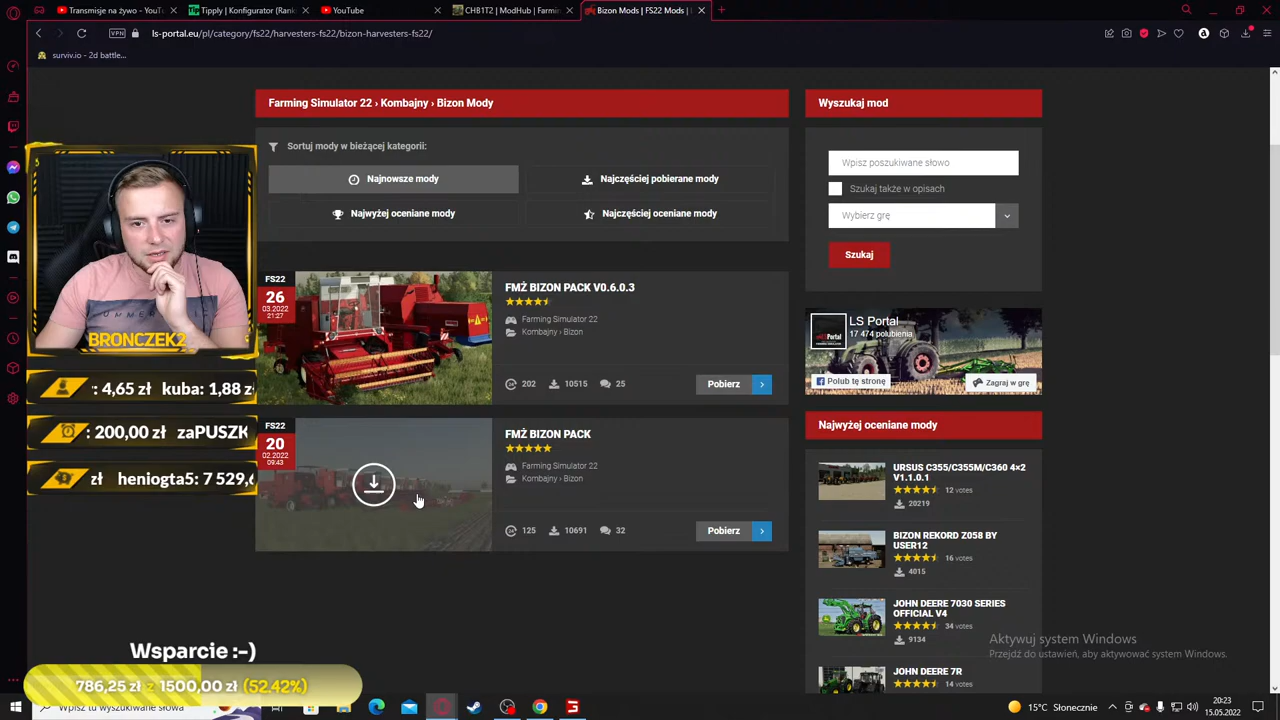 Transmisje na żywo - YouTu
Tipply | Konfigurator (Rank
YouTube
CHB1T2 | ModHub | Farmin
Bizon Mods | FS22 Mods |
VPN
ls-portal.eu/pl/category/fs22/harvesters-fs22/bizon-harvesters-fs22/
surviv.io - 2d battle...
Farming Simulator 22 › Kombajny › Bizon Mody
Sortuj mody w bieżącej kategorii:
Najnowsze mody
Najczęściej pobierane mody
Najwyżej oceniane mody
Najczęściej oceniane mody
FS22
26
03.2022
21:27
FMŻ BIZON PACK V0.6.0.3
Farming Simulator 22
Kombajny › Bizon
202
10515
25
Pobierz
FS22
20
02.2022
09:43
FMŻ BIZON PACK
Farming Simulator 22
Kombajny › Bizon
125
10691
32
Pobierz
Wyszukaj mod
Wpisz poszukiwane słowo
Szukaj także w opisach
Wybierz grę
Szukaj
LS Portal
17 474 polubienia
Polub tę stronę
Zagraj w grę
Najwyżej oceniane mody
URSUS C355/C355M/C360 4×2
V1.1.0.1
12 votes
20219
BIZON REKORD Z058 BY
USER12
16 votes
4015
JOHN DEERE 7030 SERIES
OFFICIAL V4
34 votes
9134
JOHN DEERE 7R
14 votes
BRONCZEK2
: 4,65 zł kuba: 1,88 z
: 200,00 zł zaPUSZK
zł heniogta5: 7 529,6
Wsparcie :-)
786,25 zł z 1500,00 zł (52.42%)
Aktywuj system Windows
Przejdź do ustawień, aby aktywować system Windows.
Wpisz tu wyszukiwane słowa
15°C Słonecznie
20:23
15.05.2022